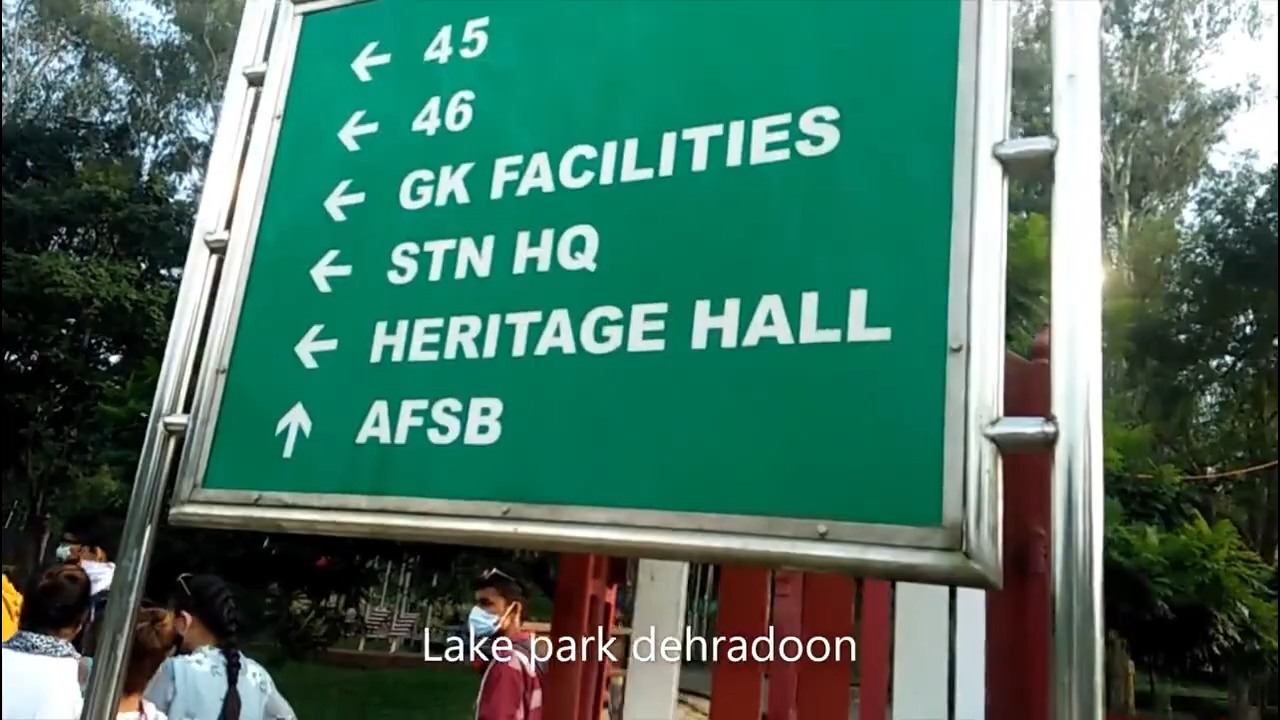 ← 45
← 46
← GK FACILITIES
← STN HQ
← HERITAGE HALL
↑ AFSB
Lake park dehradoon